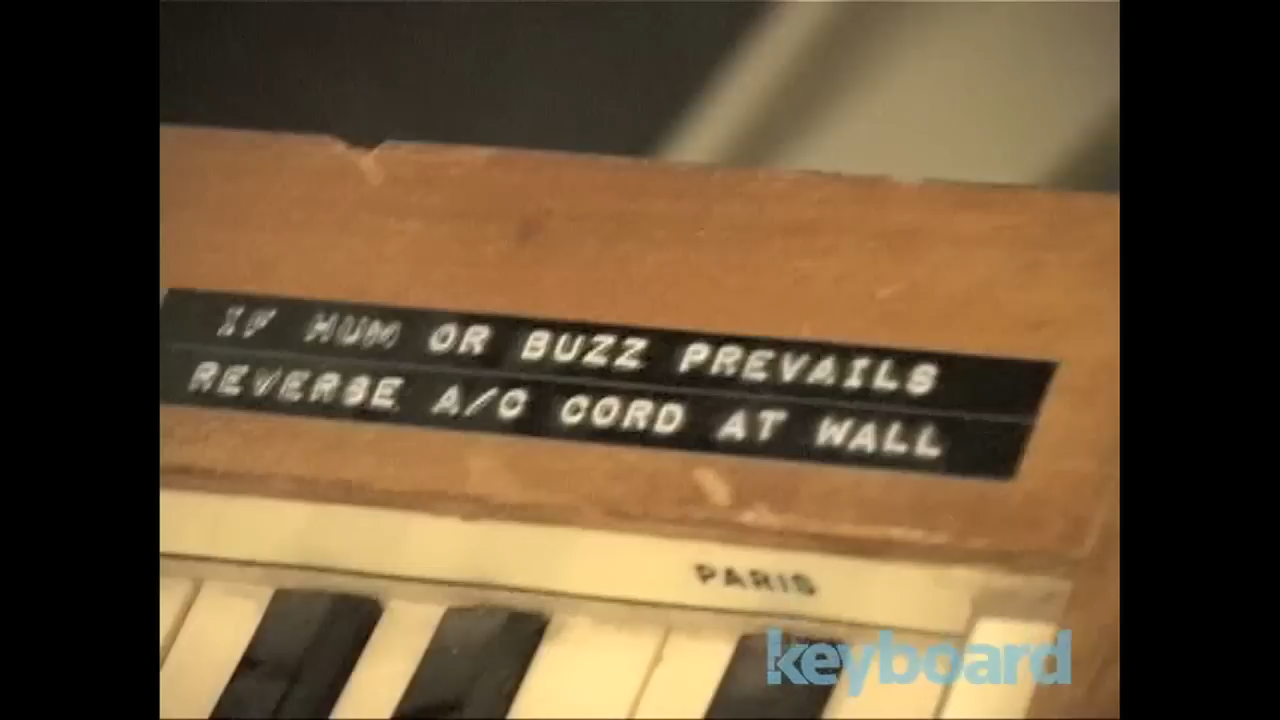 IF HUM OR BUZZ PREVAILS
REVERSE A/C CORD AT WALL
PARIS
keyboard